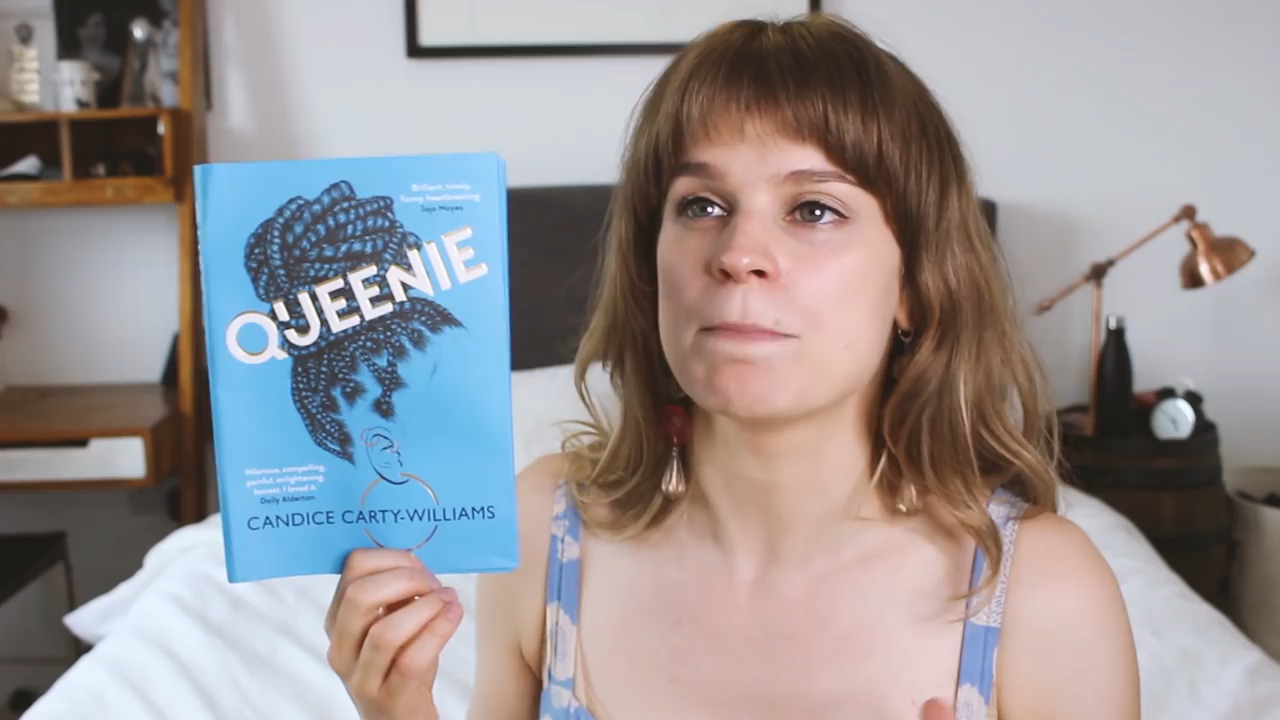 'Brilliant, timely,
funny, heartbreaking'
Jojo Moyes
QUEENIE
'Hilarious, compelling,
painful, enlightening,
honest. I loved it.'
Dolly Alderton
CANDICE CARTY-WILLIAMS